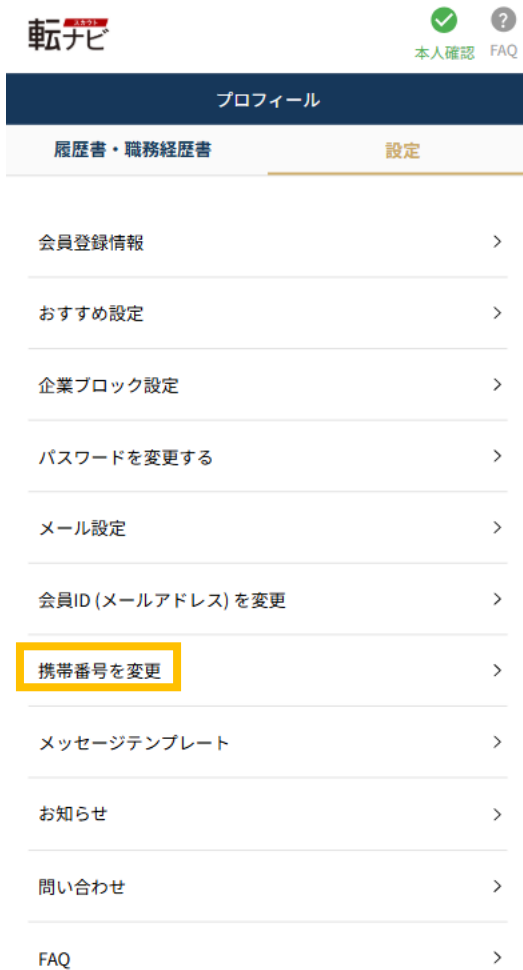 転ナビ
スカウト
?
本人確認 FAQ
プロフィール
履歴書・職務経歴書 設定
会員登録情報
おすすめ設定
企業ブロック設定
パスワードを変更する
メール設定
会員ID (メールアドレス) を変更
携帯番号を変更
メッセージテンプレート
お知らせ
問い合わせ
FAQ